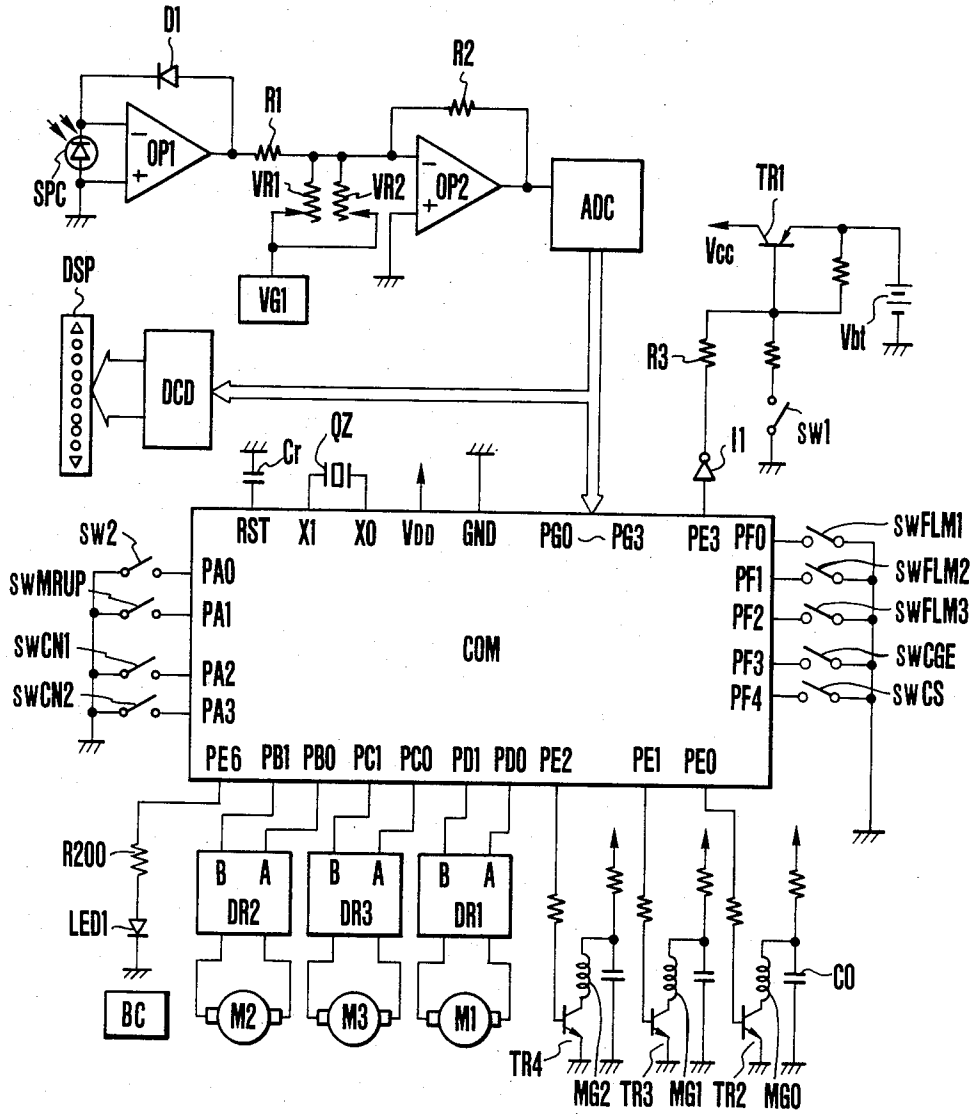 D1
R2
R1
OP1
SPC
VR1
VR2
OP2
ADC
TR1
Vcc
VG1
Vbt
DSP
DCD
R3
SW1
I1
QZ
Cr
RST
X1
X0
VDD
GND
PG0 ~ PG3
PE3
PF0
SWFLM1
SW2
PA0
PF1
SWFLM2
SWMRUP
PA1
PF2
SWFLM3
COM
SWCN1
PA2
PF3
SWCGE
SWCN2
PA3
PF4
SWCS
PE6
PB1
PB0
PC1
PC0
PD1
PD0
PE2
PE1
PE0
R200
B A
DR2
B A
DR3
B A
DR1
LED1
BC
M2
M3
M1
CO
TR4
MG2
TR3
MG1
TR2
MG0